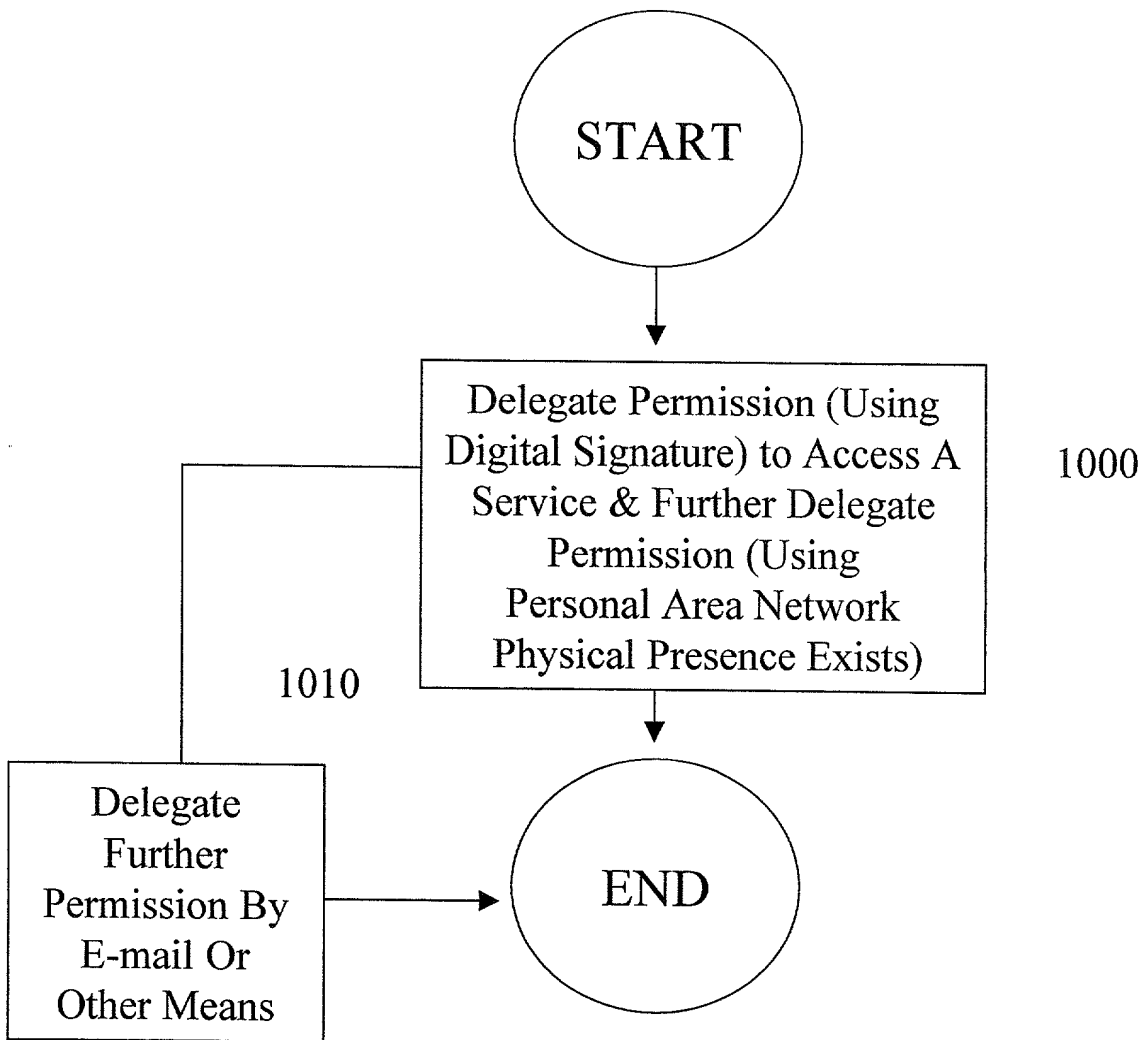 START
Delegate Permission (Using
Digital Signature) to Access A
Service & Further Delegate
Permission (Using
Personal Area Network
Physical Presence Exists)
1000
1010
Delegate
Further
Permission By
E-mail Or
Other Means
END